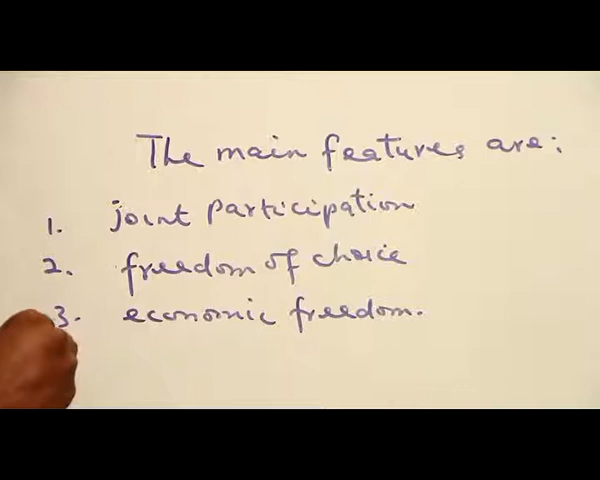 The main features are:
1. joint participation
2. freedom of choice
3. economic freedom.